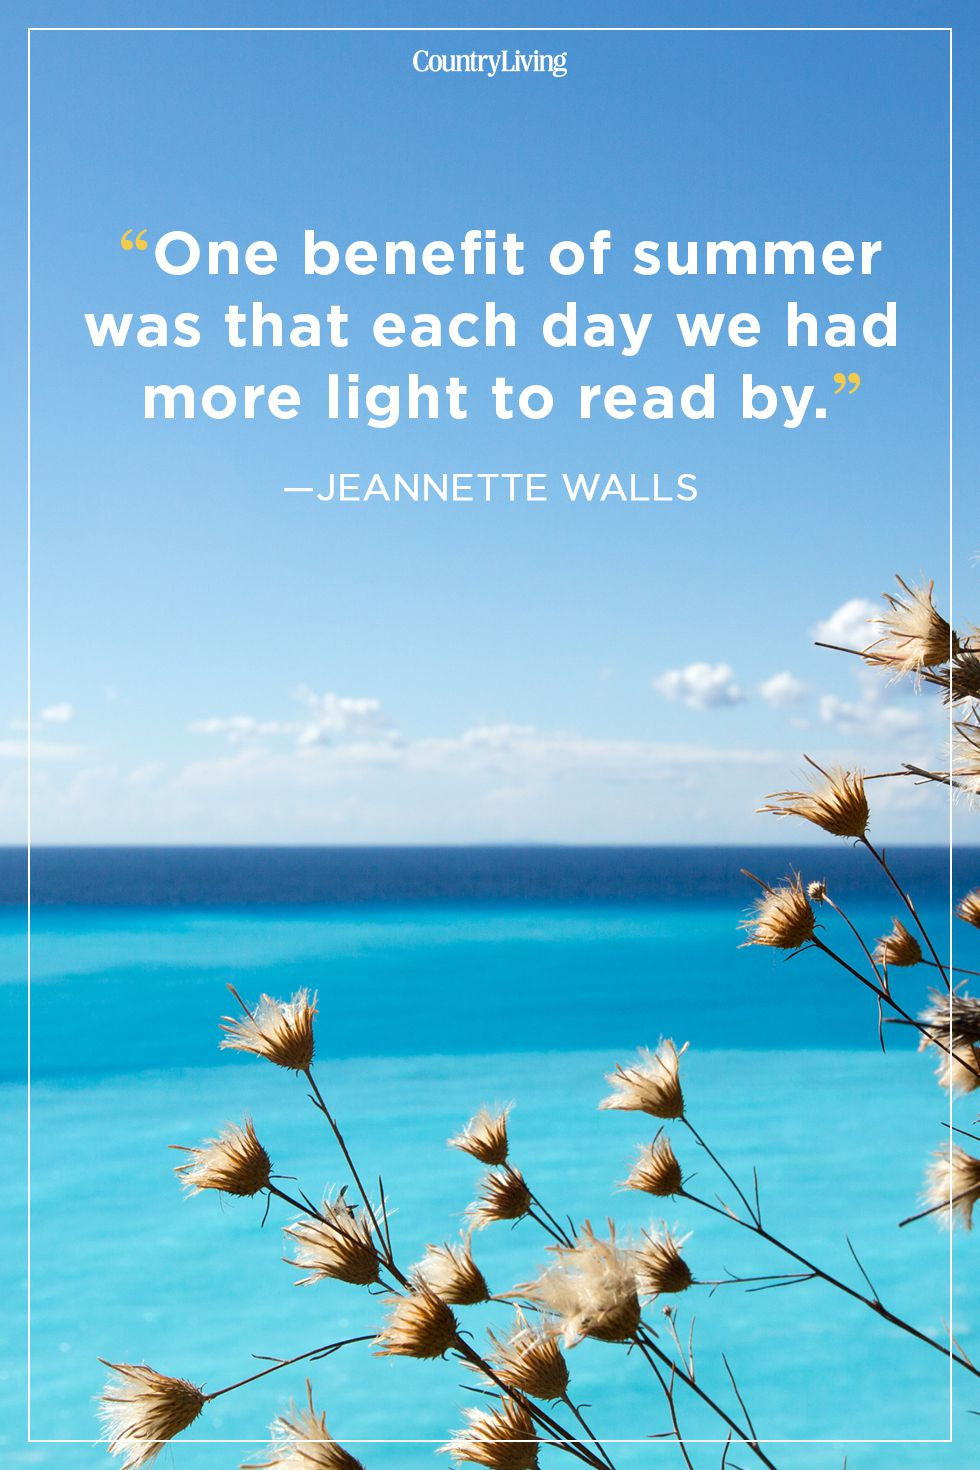 CountryLiving
“One benefit of summer
was that each day we had
more light to read by.”
—JEANNETTE WALLS